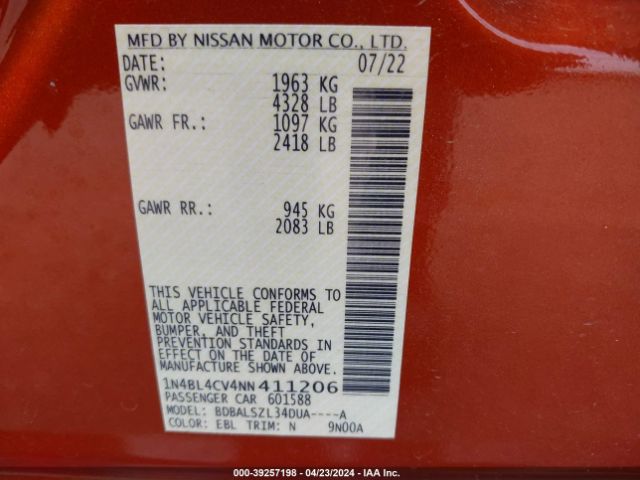 MFD BY NISSAN MOTOR CO., LTD.
DATE: 07/22
GVWR: 1963 KG
4328 LB
GAWR FR.: 1097 KG
2418 LB
GAWR RR.: 945 KG
2083 LB
THIS VEHICLE CONFORMS TO
ALL APPLICABLE FEDERAL
MOTOR VEHICLE SAFETY,
BUMPER, AND THEFT
PREVENTION STANDARDS IN
EFFECT ON THE DATE OF
MANUFACTURE SHOWN ABOVE.
1N4BL4CV4NN411206
PASSENGER CAR 601588
MODEL: BDBALSZL34DUA----A
COLOR: EBL TRIM: N 9N00A
000-39257198 - 04/23/2024 - IAA Inc.